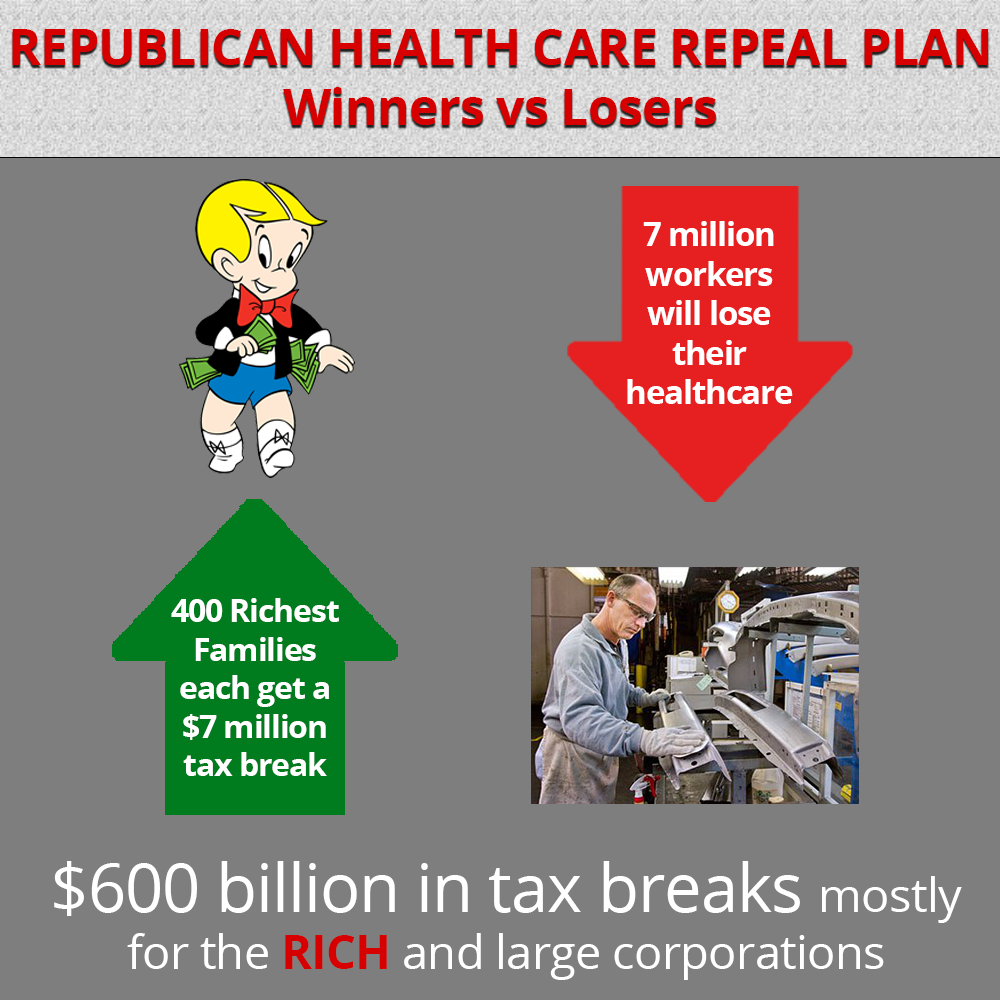 REPUBLICAN HEALTH CARE REPEAL PLAN
Winners vs Losers
7 million
workers
will lose
their
healthcare
400 Richest
Families
each get a
$7 million
tax break
$600 billion in tax breaks mostly
for the RICH and large corporations